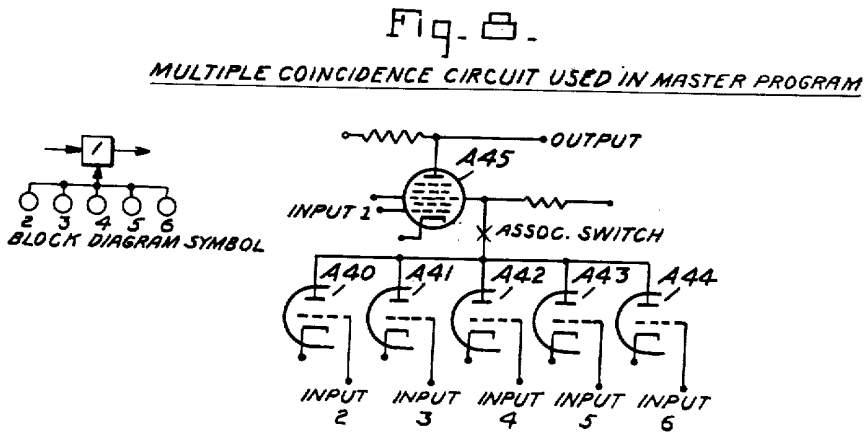 Fig. 8.
MULTIPLE COINCIDENCE CIRCUIT USED IN MASTER PROGRAM
OUTPUT
A45
1
INPUT 1
ASSOC. SWITCH
2 3 4 5 6
BLOCK DIAGRAM SYMBOL
A40 A41 A42 A43 A44
INPUT INPUT INPUT INPUT INPUT
2 3 4 5 6